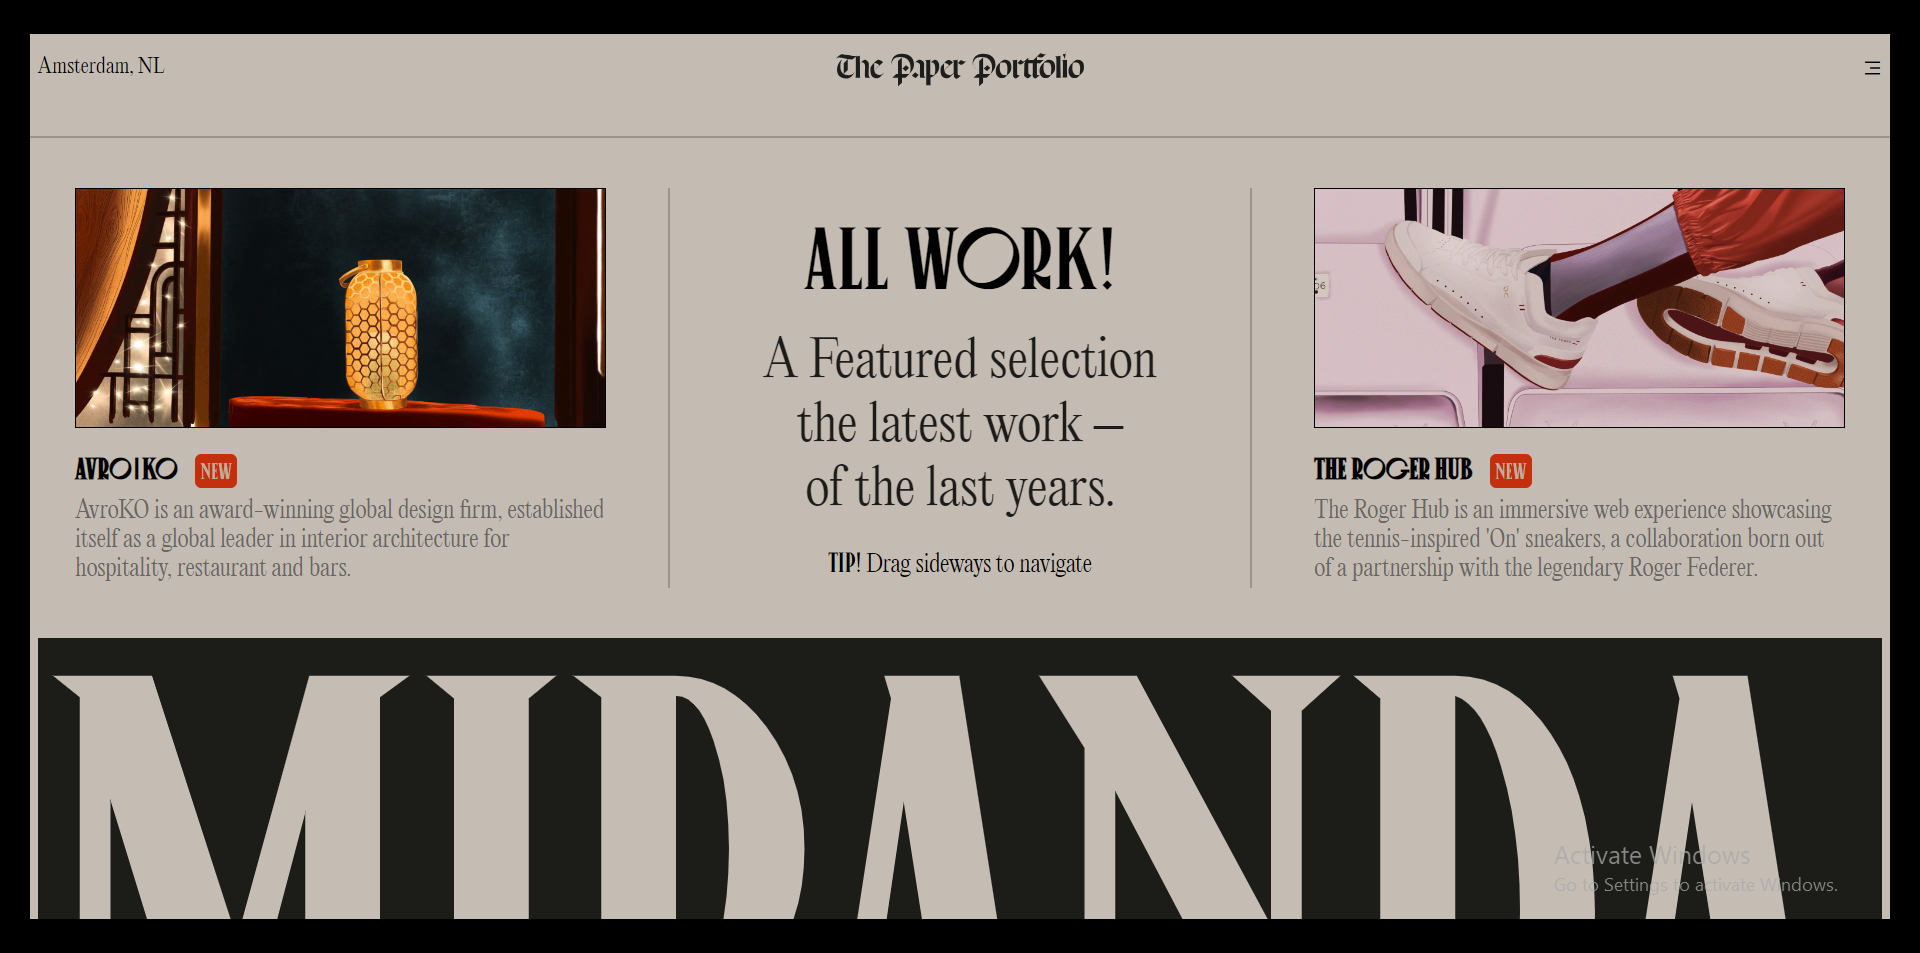 Amsterdam, NL
The Paper Portfolio
ALL WORK!
A Featured selection
the latest work –
of the last years.
TIP! Drag sideways to navigate
AVRO|KO NEW
AvroKO is an award-winning global design firm, established
itself as a global leader in interior architecture for
hospitality, restaurant and bars.
06
THE ROGER HUB NEW
The Roger Hub is an immersive web experience showcasing
the tennis-inspired 'On' sneakers, a collaboration born out
of a partnership with the legendary Roger Federer.
MIRANDA
Activate Windows
Go to Settings to activate Windows.